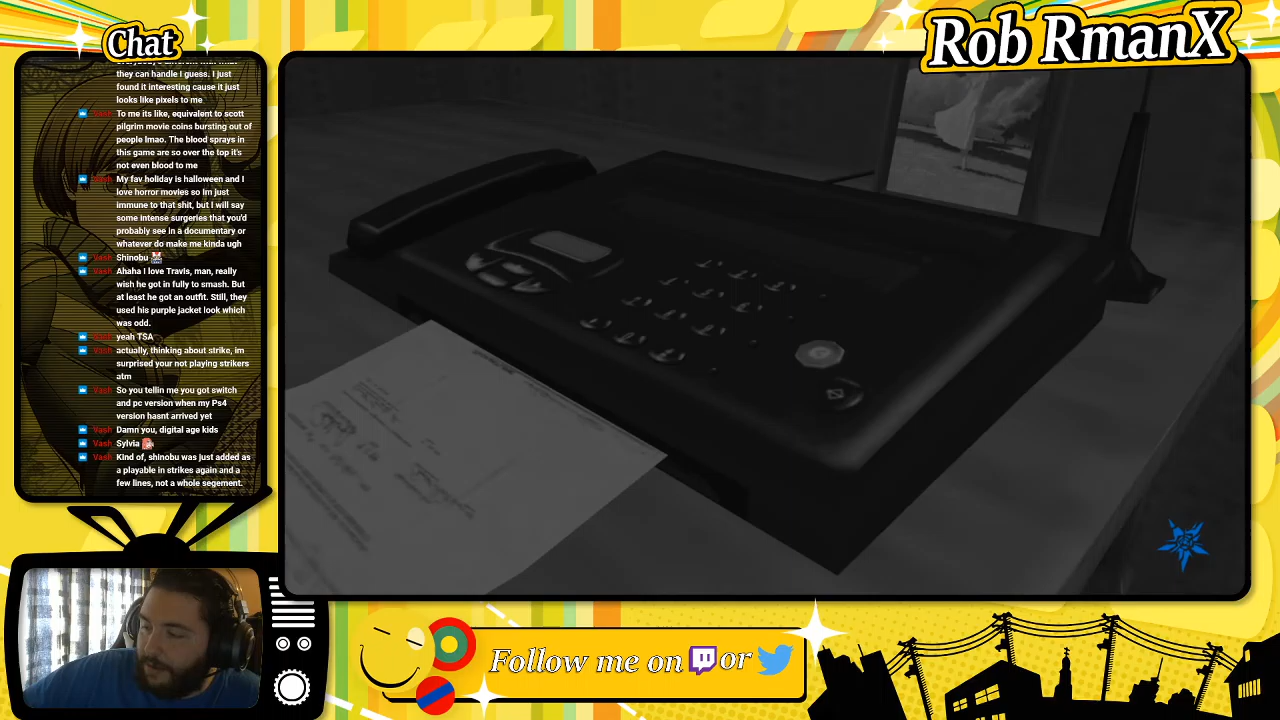 Chat
Rob RmanX
they can handle I guess. I just
found it interesting cause it just
looks like pixels to me
Vash To me its like, equivalent to scott
pilgrim movie coins bursting out of
people lmao. The blood sprays in
this game are so over the top it's
not even blood to me
Vash My fav holiday is halloween and I
love horror movies so im just
immune to that shit, but I will say
some intense surgeries that you'd
probably see in a documentary or
whatever do make me kinda ugh
Vash Shinobu
Vash Ahaha I love Travis, man, really
wish he got in fully to smash. But
at least he got an outfit. Still they
used his purple jacket look which
was odd.
Vash yeah TSA
Vash actually, thinking about strike, im
surprised your not playing strikers
atm
Vash So you tellin me you got switch
and pc version when my Ps4
version hasnt arrived yet
Vash Damn you, digital age kids
Vash Sylvia
Vash Kind of, shinobu was just added as
a playable in strikes again and a
few lines, not a whole segement.
Follow me on or